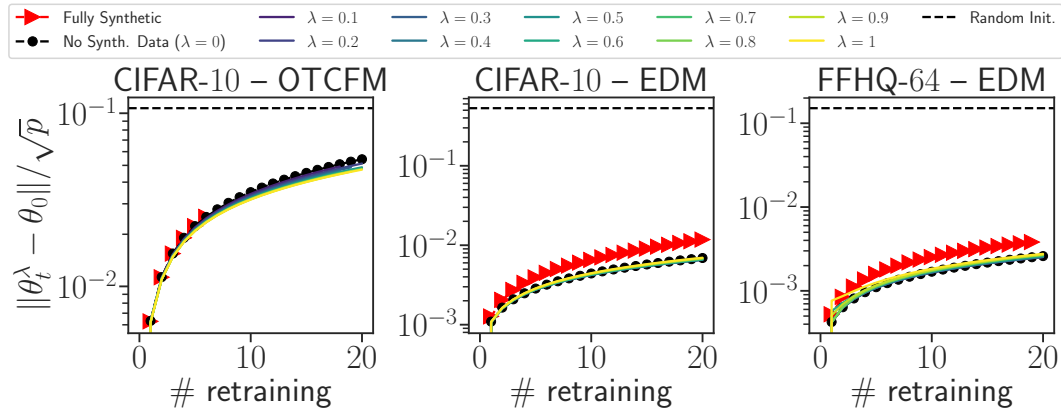 Fully Synthetic λ = 0.1 λ = 0.3 λ = 0.5 λ = 0.7 λ = 0.9 Random Init.
No Synth. Data (λ=0) λ = 0.2 λ = 0.4 λ = 0.6 λ = 0.8 λ = 1
CIFAR-10 – OTCFM CIFAR-10 – EDM FFHQ-64 – EDM
||θ_t^λ − θ_0||/√p
10^{-1} 10^{-1} 10^{-1}
10^{-2} 10^{-2} 10^{-2}
10^{-3} 10^{-3}
0 10 20 0 10 20 0 10 20
# retraining # retraining # retraining